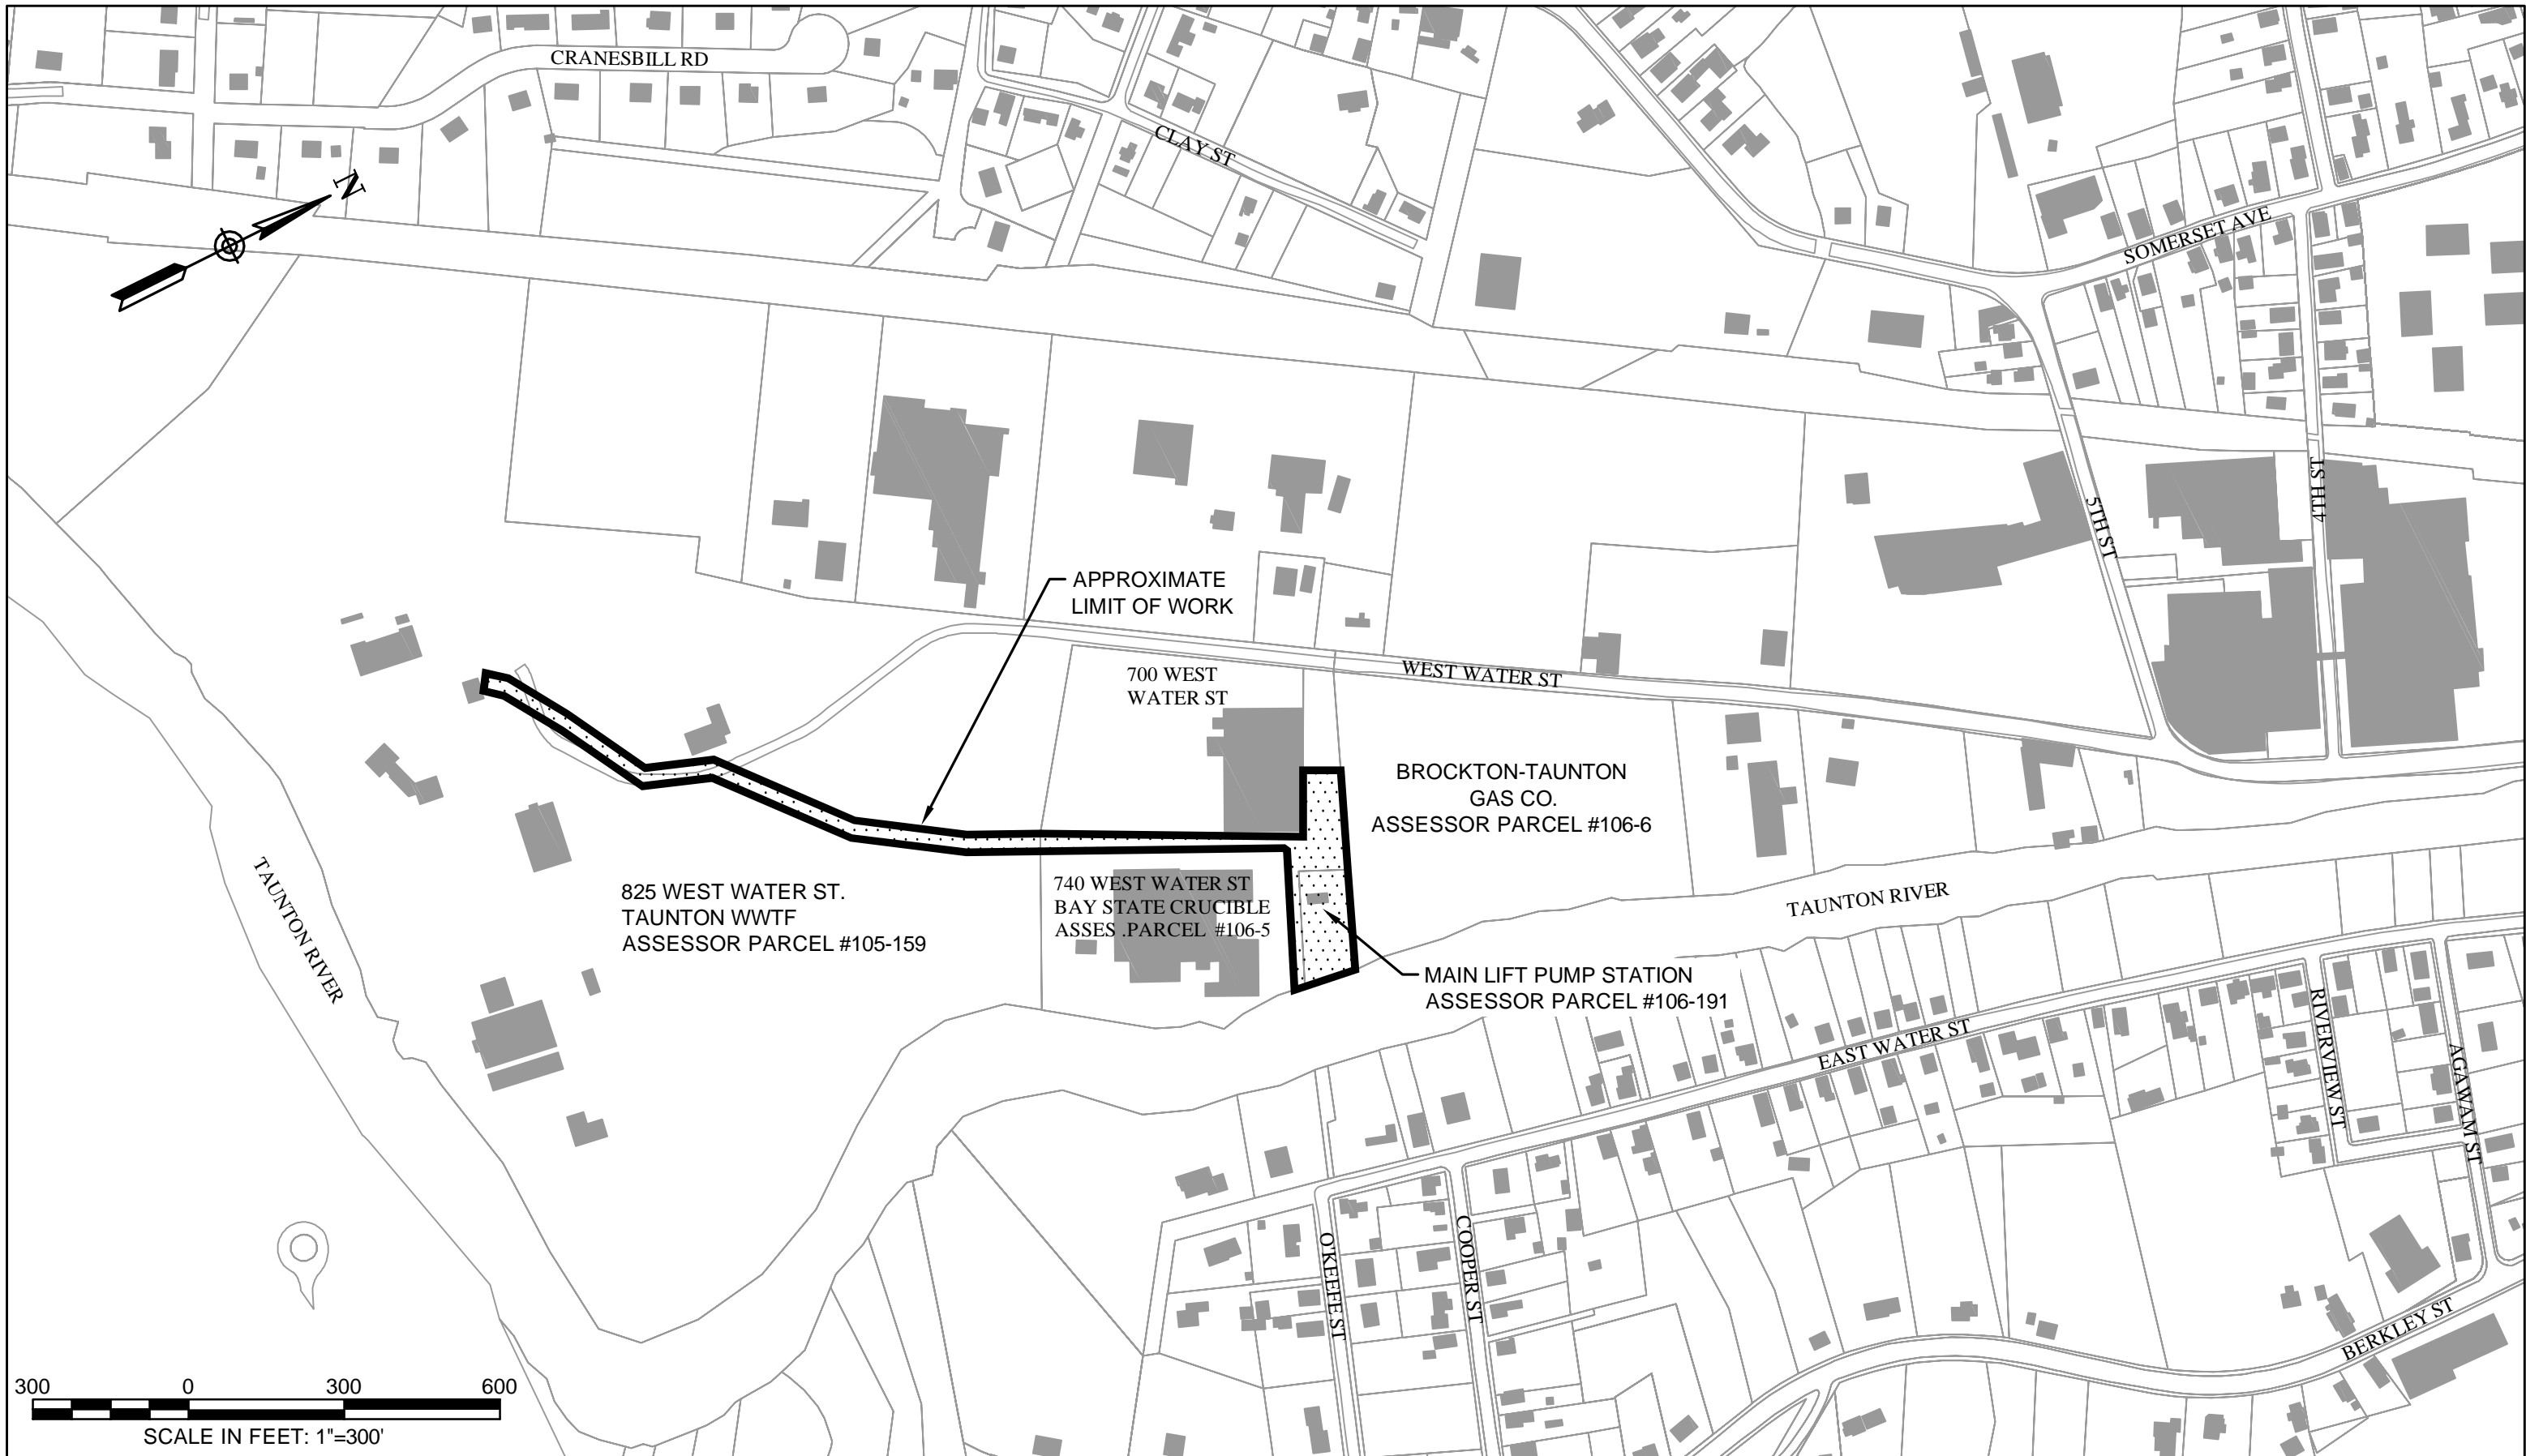 CRANESBILL RD
CLAY ST
N
SOMERSET AVE
4TH ST
5TH ST
APPROXIMATE
LIMIT OF WORK
700 WEST
WATER ST
WEST WATER ST
BROCKTON-TAUNTON
GAS CO.
ASSESSOR PARCEL #106-6
TAUNTON RIVER
825 WEST WATER ST.
TAUNTON WWTF
ASSESSOR PARCEL #105-159
740 WEST WATER ST
BAY STATE CRUCIBLE
ASSES .PARCEL #106-5
TAUNTON RIVER
MAIN LIFT PUMP STATION
ASSESSOR PARCEL #106-191
EAST WATER ST
RIVERVIEW ST
AGAWAM ST
O'KEEFE ST
COOPER ST
BERKLEY ST
300 0 300 600
SCALE IN FEET: 1"=300'